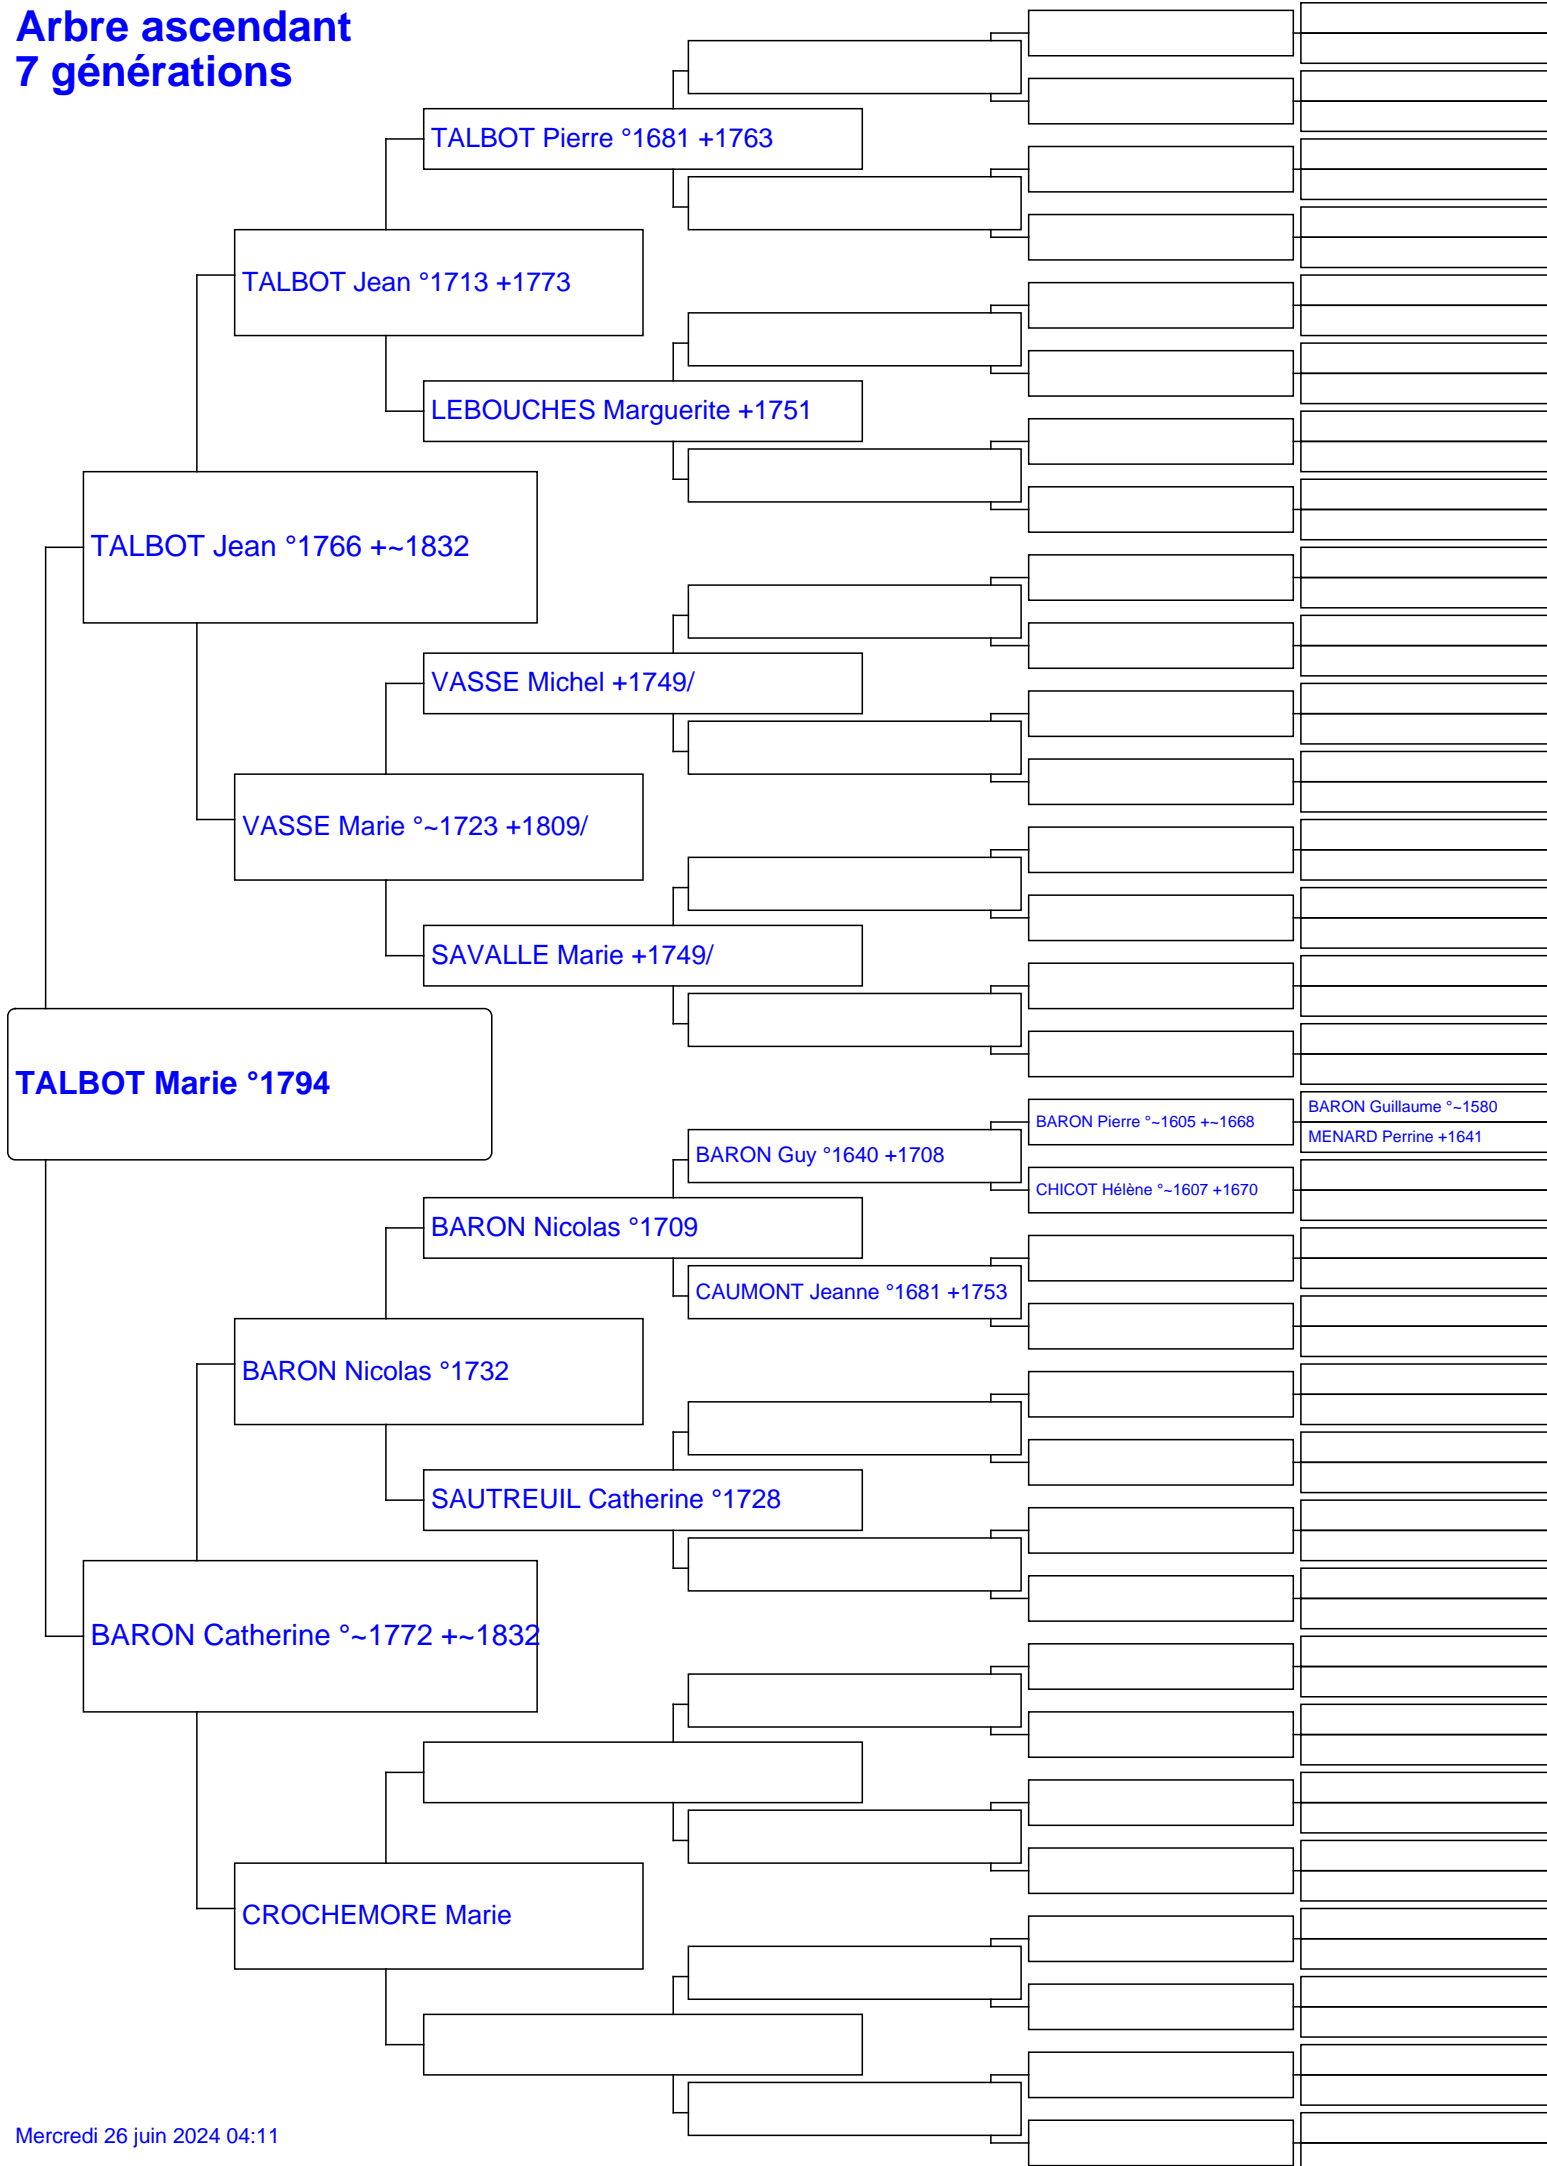 Arbre ascendant
7 générations
TALBOT Pierre °1681 +1763
TALBOT Jean °1713 +1773
LEBOUCHES Marguerite +1751
TALBOT Jean °1766 +~1832
VASSE Michel +1749/
VASSE Marie °~1723 +1809/
SAVALLE Marie +1749/
TALBOT Marie °1794
BARON Guillaume °~1580
BARON Pierre °~1605 +~1668
MENARD Perrine +1641
BARON Guy °1640 +1708
CHICOT Hélène °~1607 +1670
BARON Nicolas °1709
CAUMONT Jeanne °1681 +1753
BARON Nicolas °1732
SAUTREUIL Catherine °1728
BARON Catherine °~1772 +~1832
CROCHEMORE Marie
Mercredi 26 juin 2024 04:11